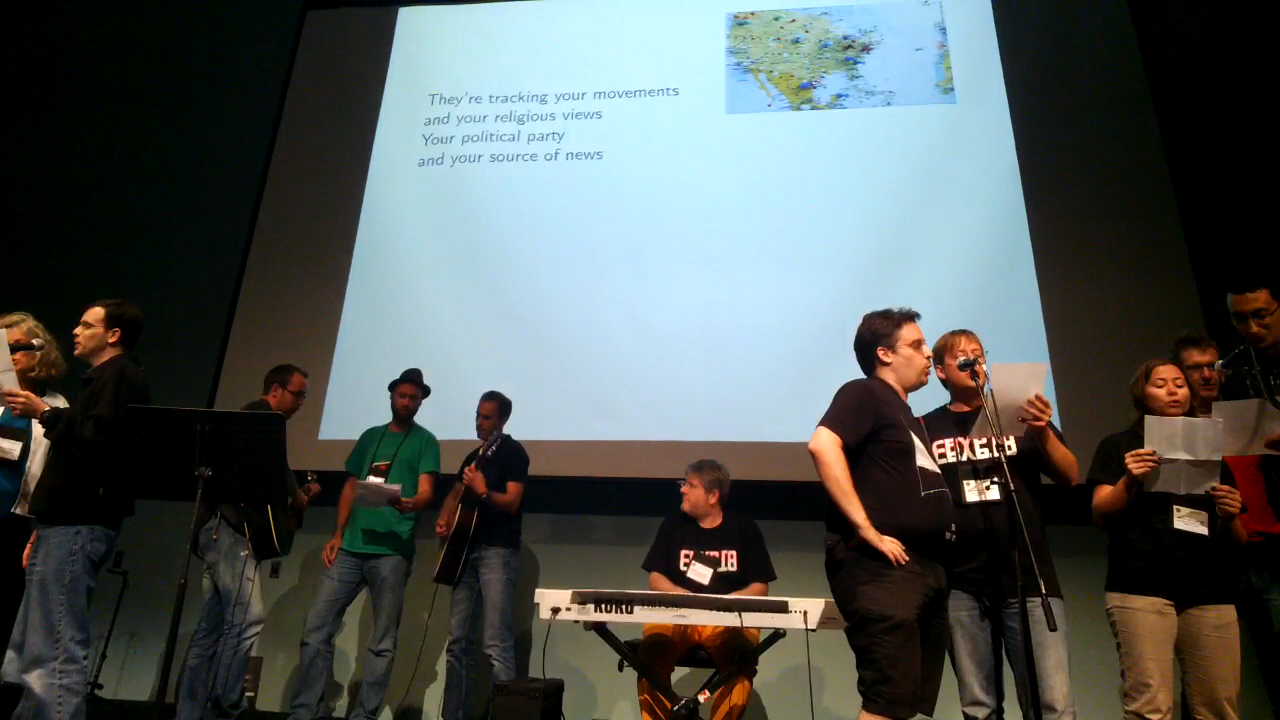 They're tracking your movements
and your religious views
Your political party
and your source of news
KORG